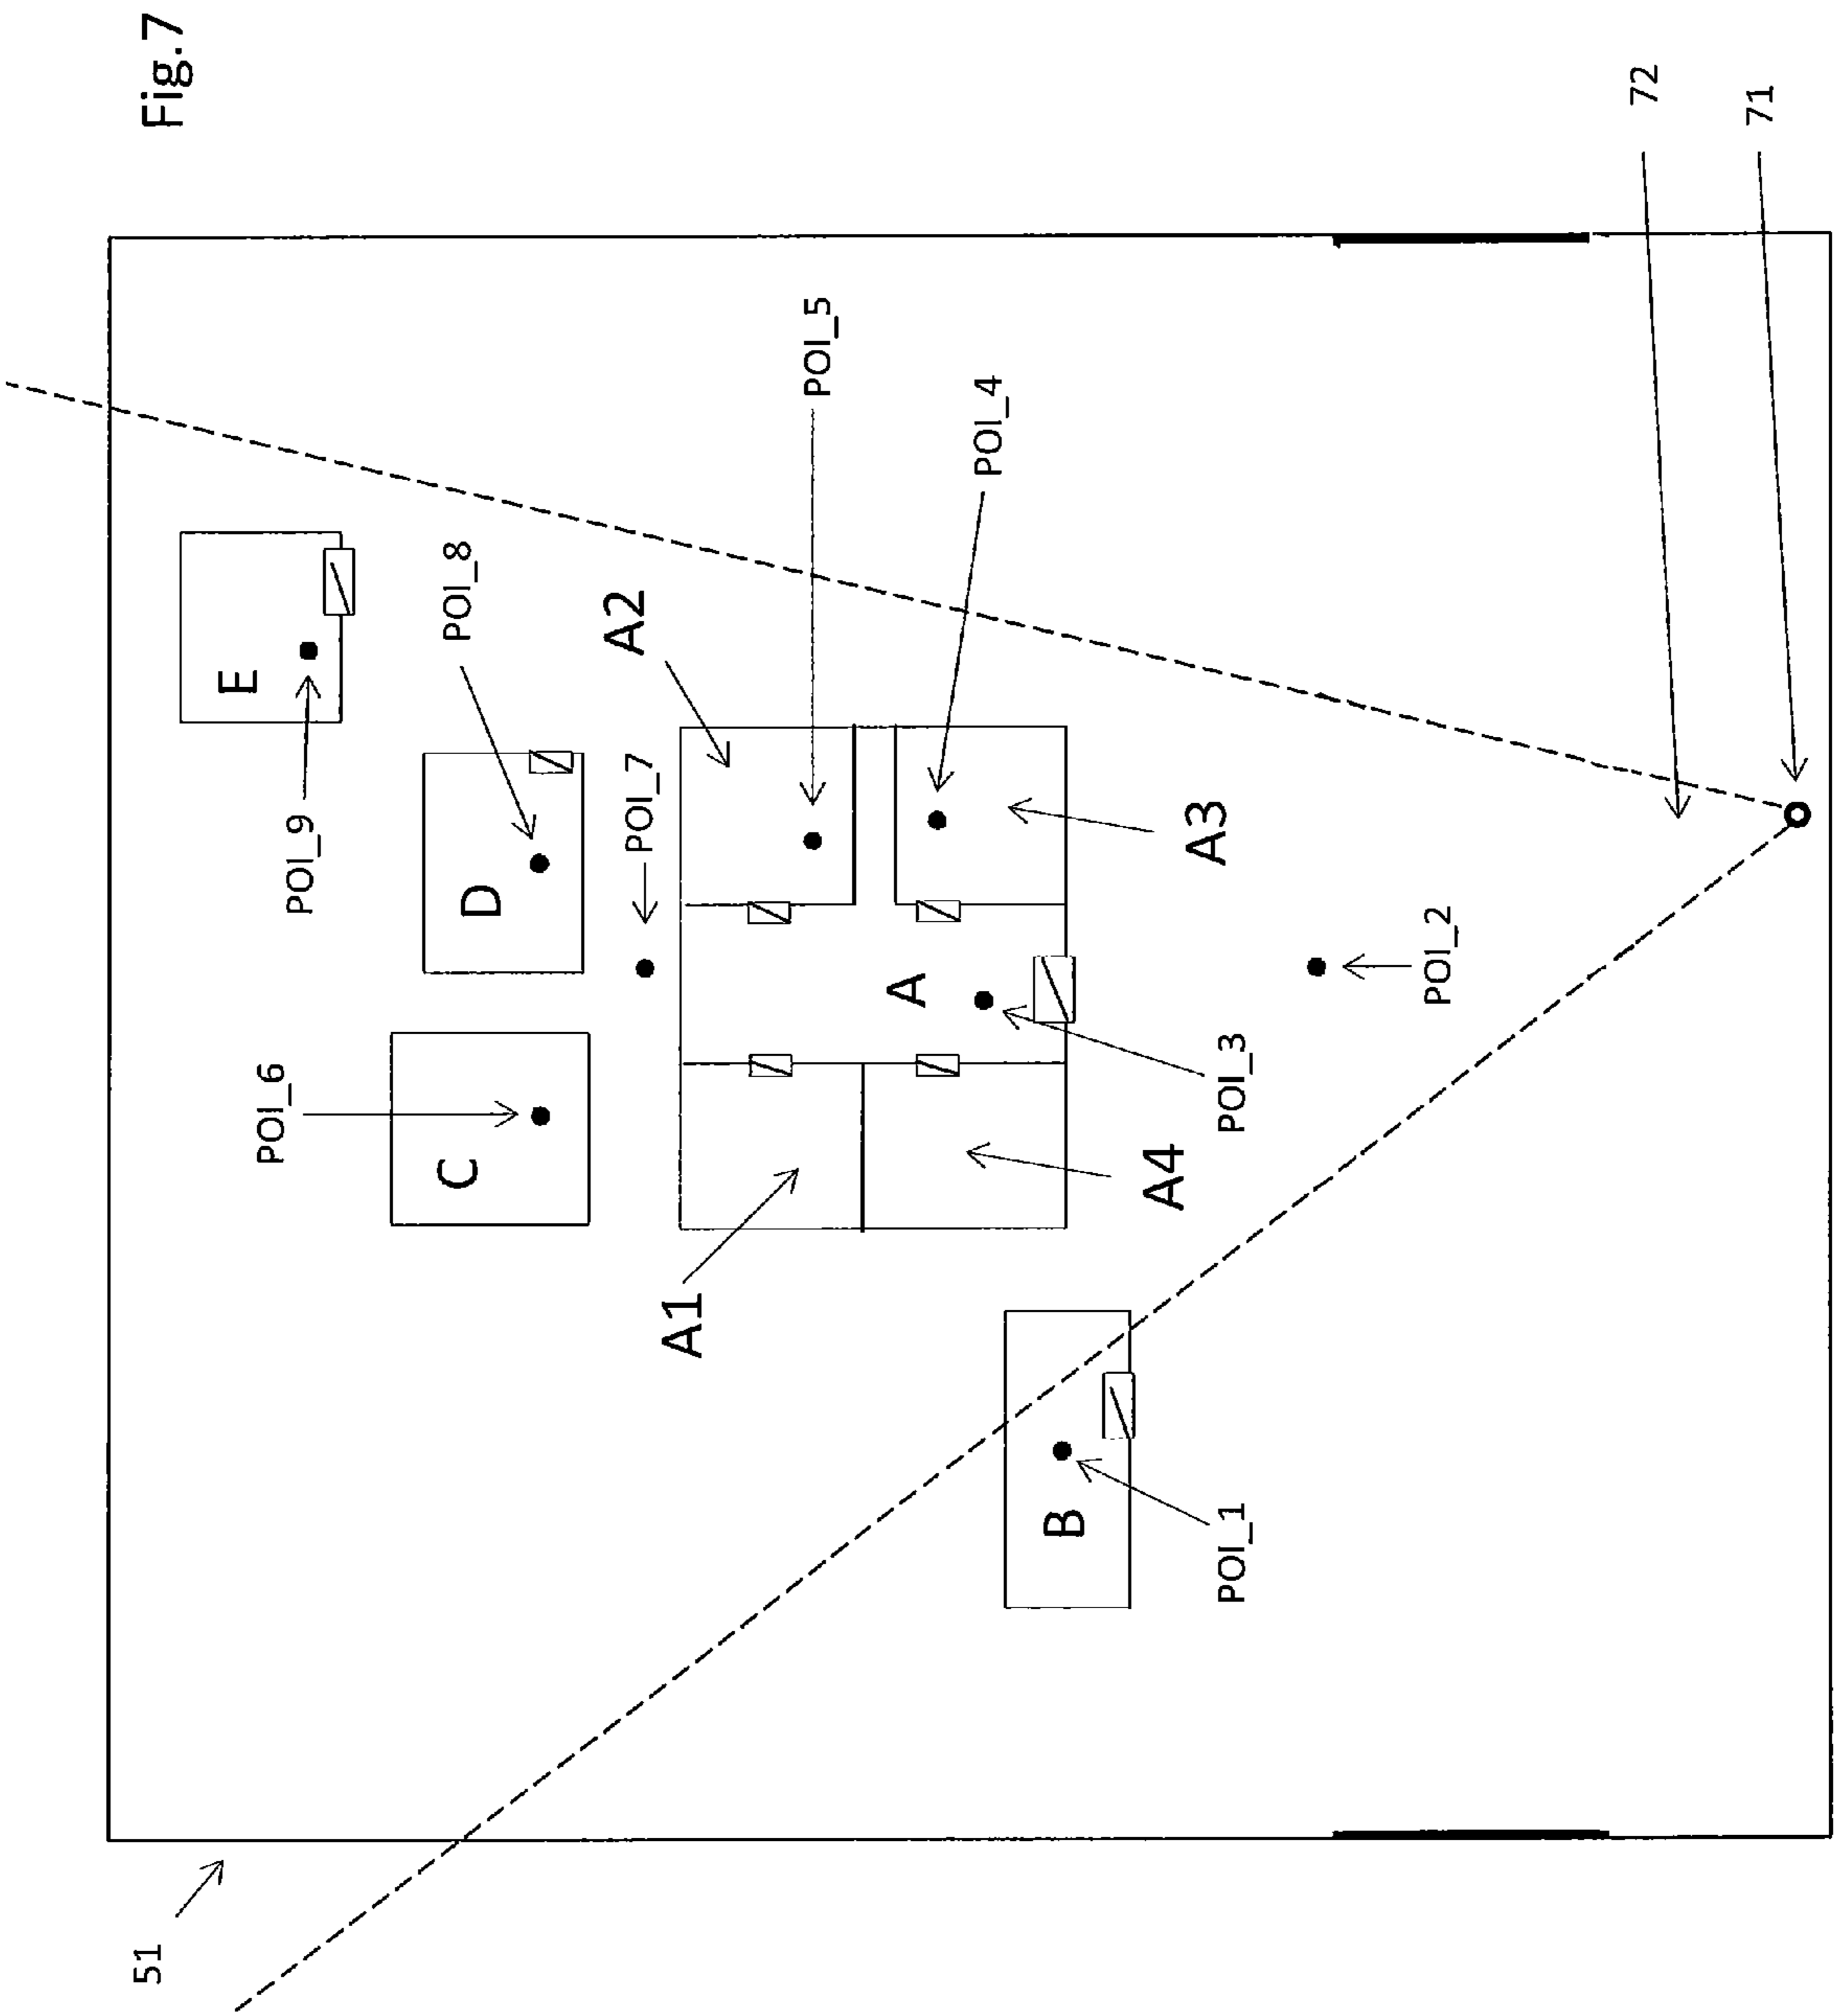 51
Fig.7
E
POI_6
POI_9
C
POI_8
D
A2
POI_7
A1
POI_5
A
POI_4
B
A4
A3
POI_1
POI_3
POI_2
72
71